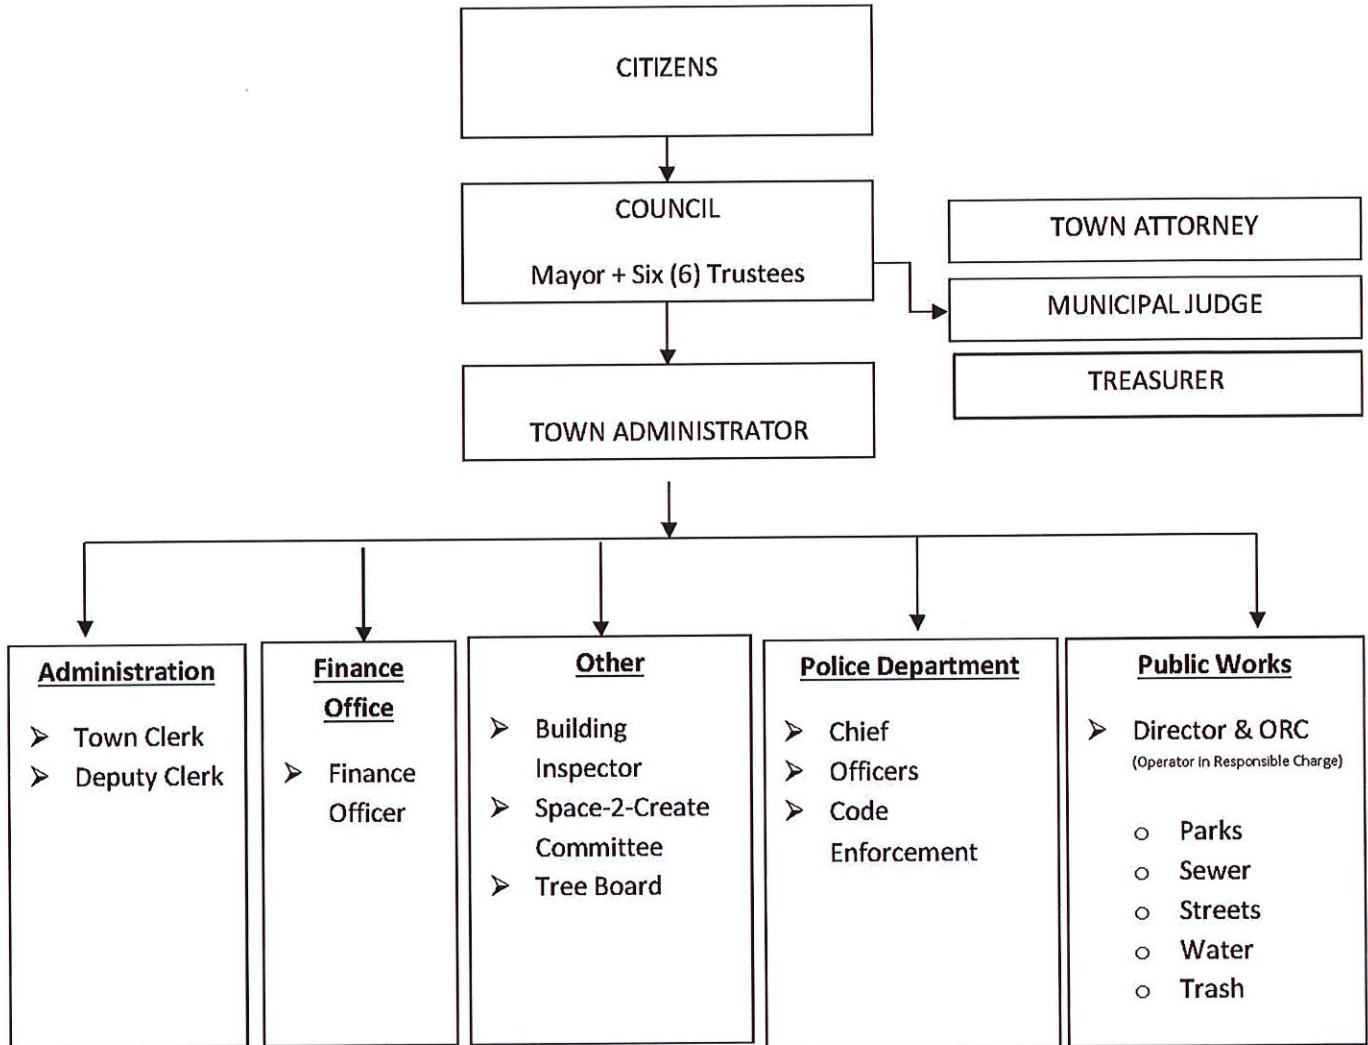 CITIZENS
COUNCIL
Mayor + Six (6) Trustees
TOWN ATTORNEY
MUNICIPAL JUDGE
TREASURER
TOWN ADMINISTRATOR
Administration
➢ Town Clerk
➢ Deputy Clerk
Finance
Office
➢ Finance
Officer
Other
➢ Building
Inspector
➢ Space-2-Create
Committee
➢ Tree Board
Police Department
➢ Chief
➢ Officers
➢ Code
Enforcement
Public Works
➢ Director & ORC
(Operator in Responsible Charge)
o Parks
o Sewer
o Streets
o Water
o Trash